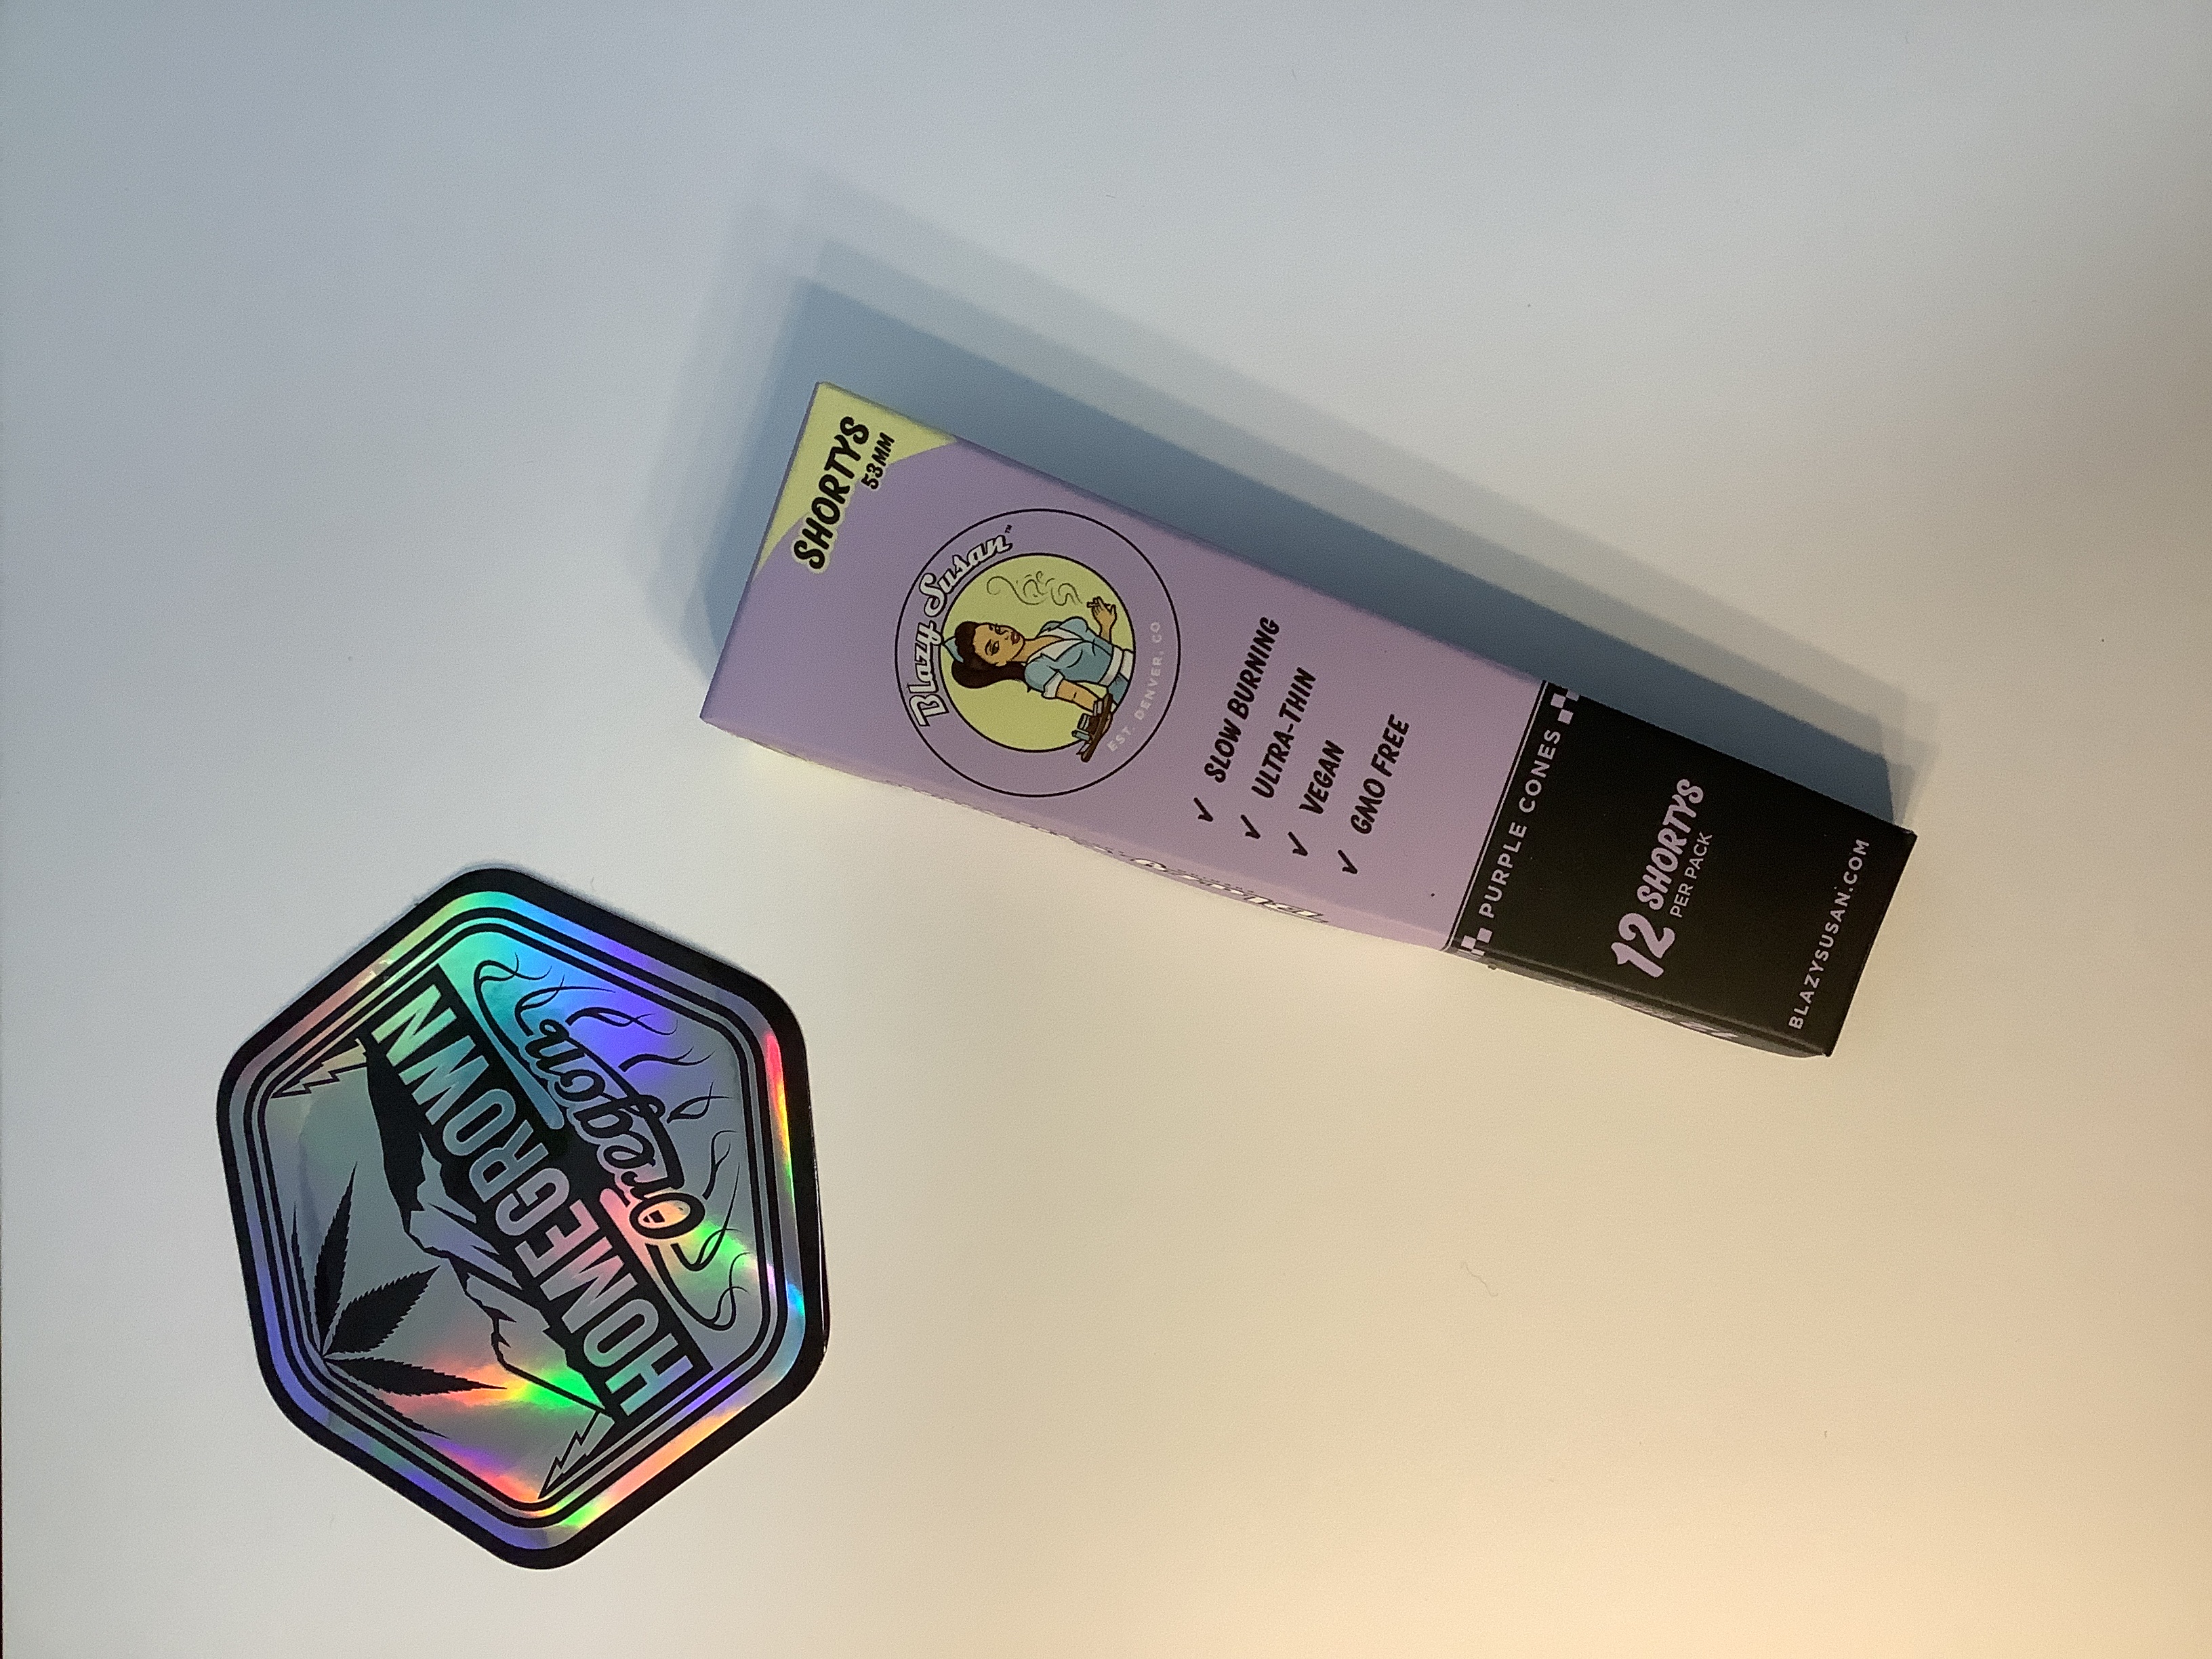 SHORTYS
53MM
Blazy Susan™
EST. DENVER, CO
✓ SLOW BURNING
✓ ULTRA-THIN
✓ VEGAN
✓ GMO FREE
PURPLE CONES
12 SHORTYS
PER PACK
BLAZYSUSAN.COM
HOMEGROWN
Oregon